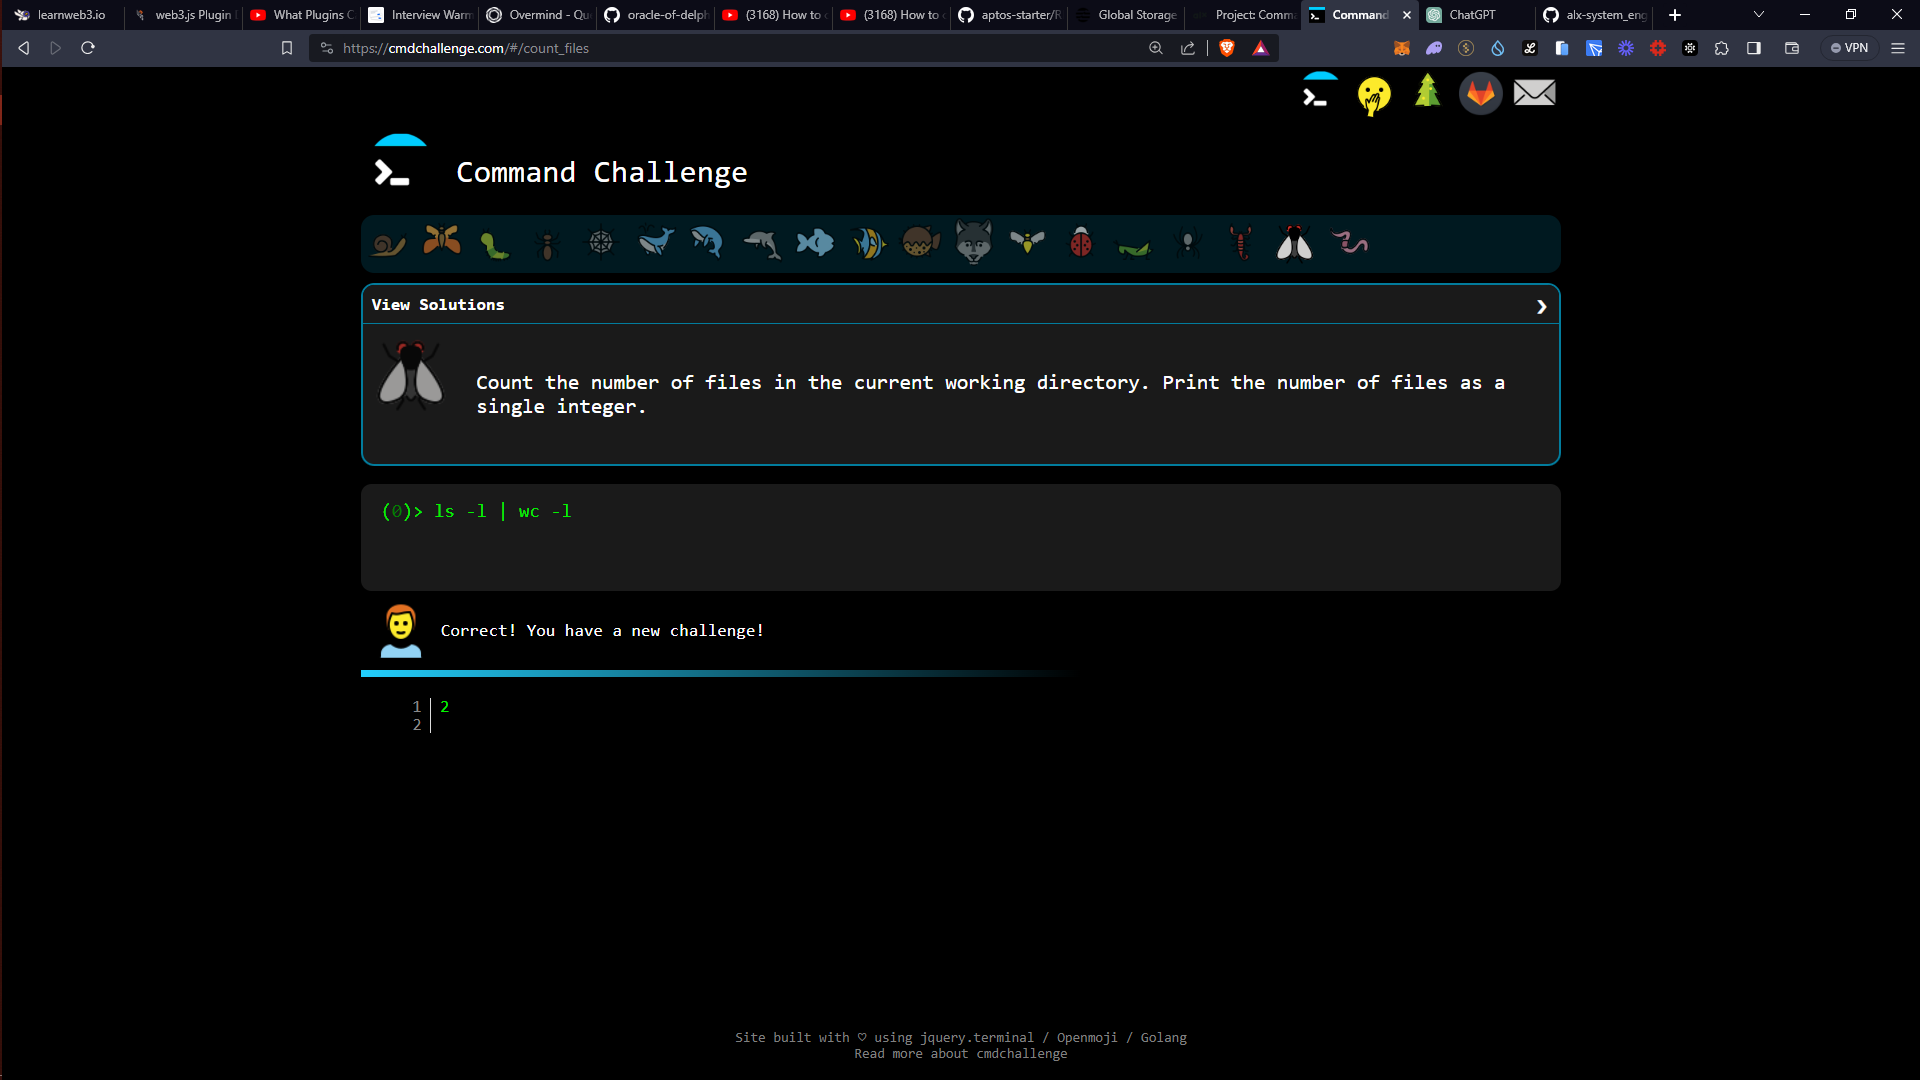 learnweb3.io
web3.js Plugin
What Plugins C
Interview Warm
Overmind - Qu
oracle-of-delph
(3168) How to
(3168) How to
aptos-starter/R
Global Storage
Project: Comma
Command
ChatGPT
alx-system_eng
https://cmdchallenge.com/#/count_files
VPN
Command Challenge
View Solutions
Count the number of files in the current working directory. Print the number of files as a
single integer.
(0)> ls -l | wc -l
Correct! You have a new challenge!
1 2
2
Site built with ♡ using jquery.terminal / Openmoji / Golang
Read more about cmdchallenge